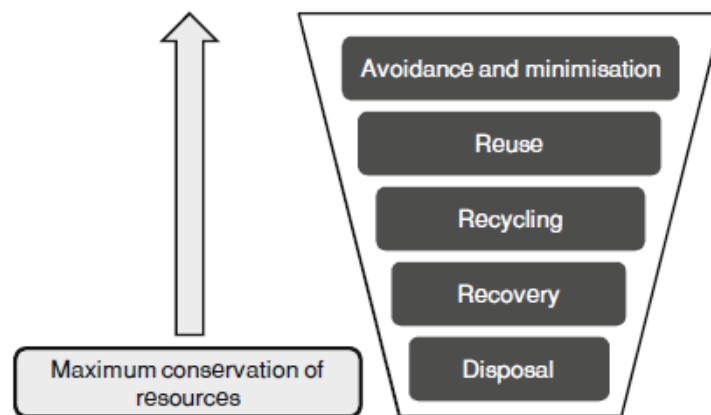 Avoidance and minimisation
Reuse
Recycling
Recovery
Disposal
Maximum conservation of
resources